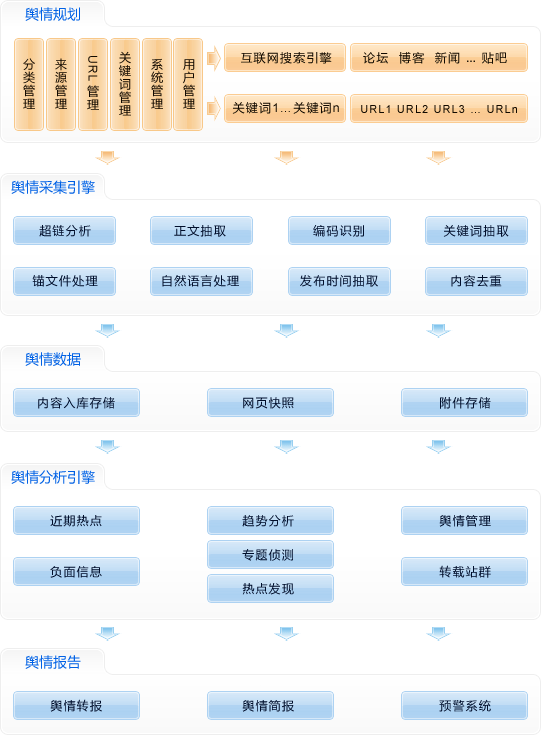 舆情规划
分类管理
来源管理
URL管理
关键词管理
系统管理
用户管理
互联网搜索引擎
论坛 博客 新闻 ... 贴吧
关键词1...关键词n
URL1 URL2 URL3 ... URLn
舆情采集引擎
超链分析
正文抽取
编码识别
关键词抽取
锚文件处理
自然语言处理
发布时间抽取
内容去重
舆情数据
内容入库存储
网页快照
附件存储
舆情分析引擎
近期热点
趋势分析
舆情管理
专题侦测
负面信息
转载站群
热点发现
舆情报告
舆情转报
舆情简报
预警系统